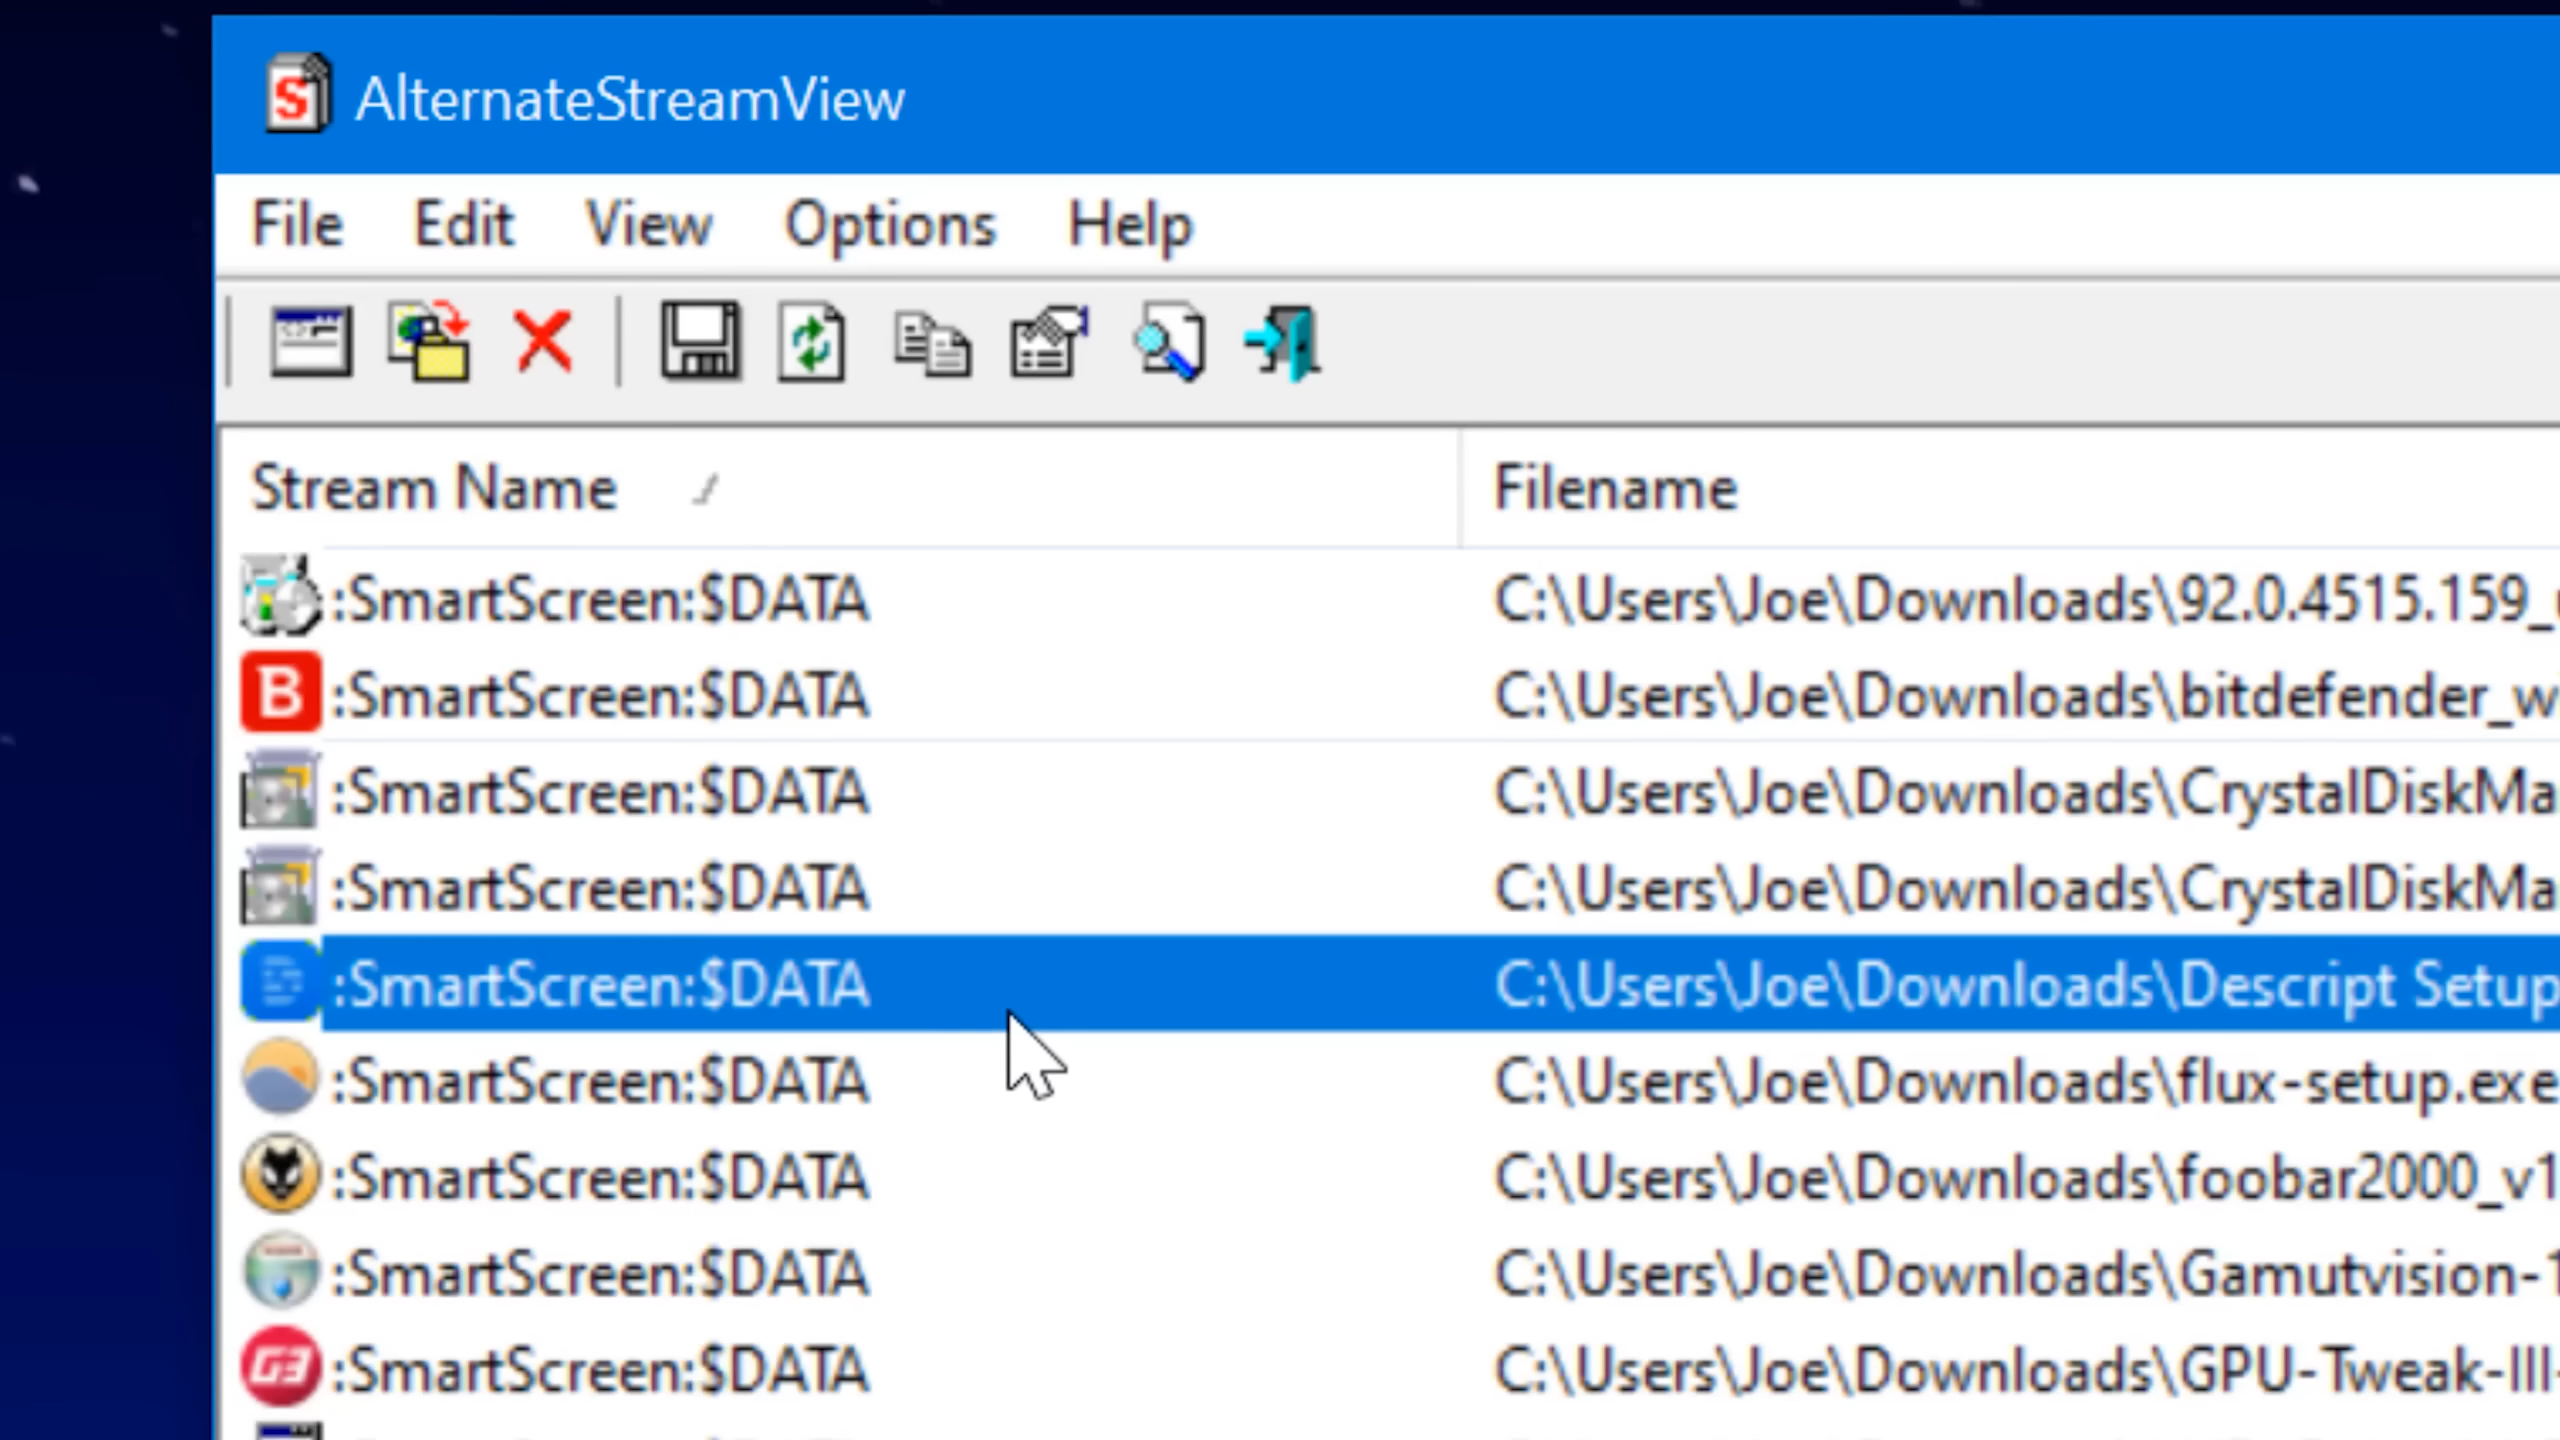 AlternateStreamView
File Edit View Options Help
Stream Name Filename
:SmartScreen:$DATA C:\Users\Joe\Downloads\92.0.4515.159_
:SmartScreen:$DATA C:\Users\Joe\Downloads\bitdefender_w
:SmartScreen:$DATA C:\Users\Joe\Downloads\CrystalDiskMa
:SmartScreen:$DATA C:\Users\Joe\Downloads\CrystalDiskMa
:SmartScreen:$DATA C:\Users\Joe\Downloads\Descript Setup
:SmartScreen:$DATA C:\Users\Joe\Downloads\flux-setup.exe
:SmartScreen:$DATA C:\Users\Joe\Downloads\foobar2000_v1
:SmartScreen:$DATA C:\Users\Joe\Downloads\Gamutvision-1
:SmartScreen:$DATA C:\Users\Joe\Downloads\GPU-Tweak-III-